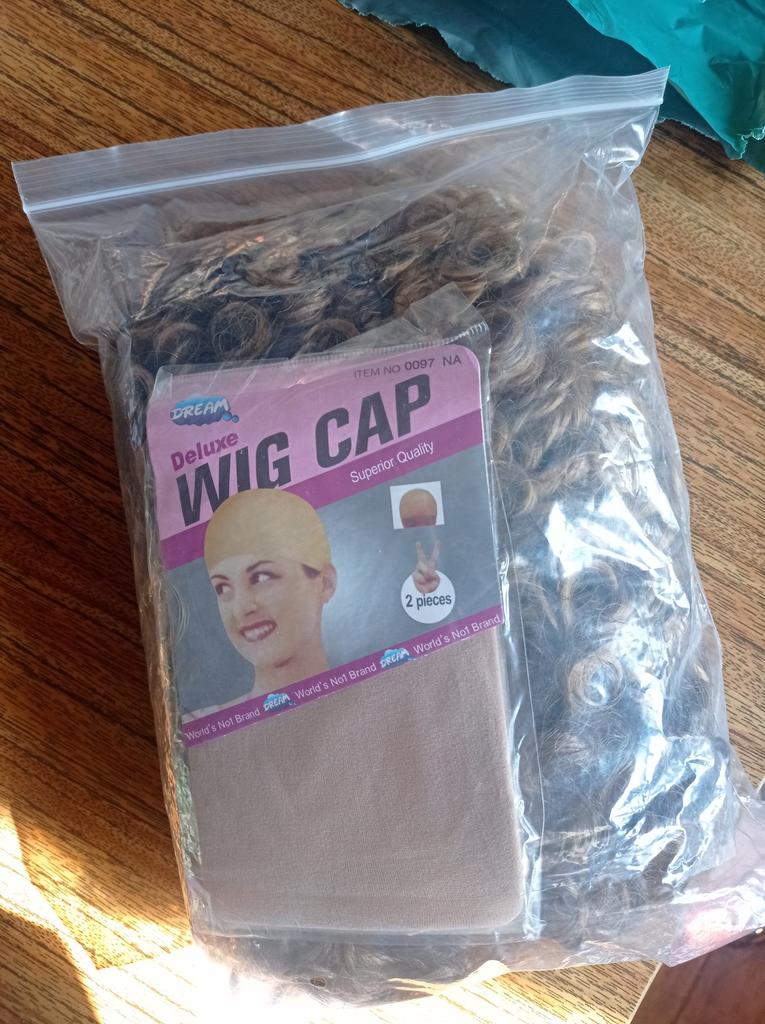 ITEM NO 0097 NA
DREAM
Deluxe
WIG CAP
Superior Quality
2 pieces
World's No1 Brand DREAM World's No1 Brand DREAM World's No1 Brand